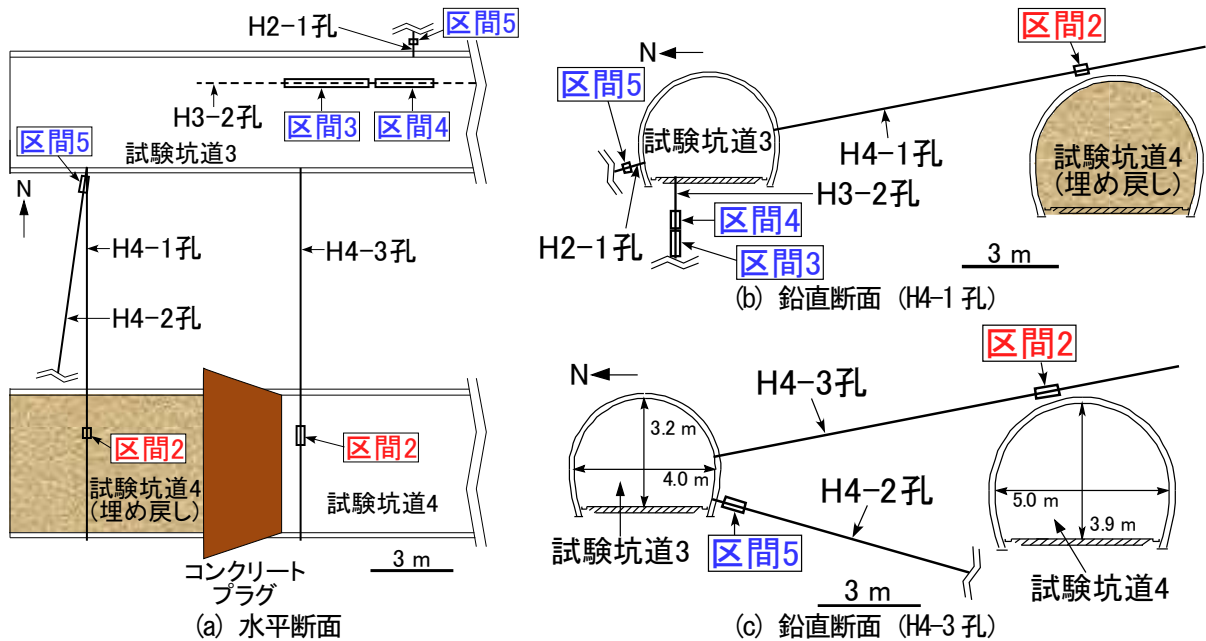 H2-1孔
区間5
H3-2孔
区間3
区間4
区間5
試験坑道3
N
H4-1孔
H4-3孔
H4-2孔
区間2
区間2
試験坑道4
(埋め戻し)
試験坑道4
コンクリート
プラグ
3 m
(a) 水平断面
N
区間2
区間5
試験坑道3
H4-1孔
試験坑道4
(埋め戻し)
H3-2孔
区間4
H2-1孔
区間3
3 m
(b) 鉛直断面 (H4-1 孔)
区間2
N
H4-3孔
3.2 m
4.0 m
H4-2孔
5.0 m
3.9 m
試験坑道3
区間5
試験坑道4
3 m
(c) 鉛直断面 (H4-3 孔)